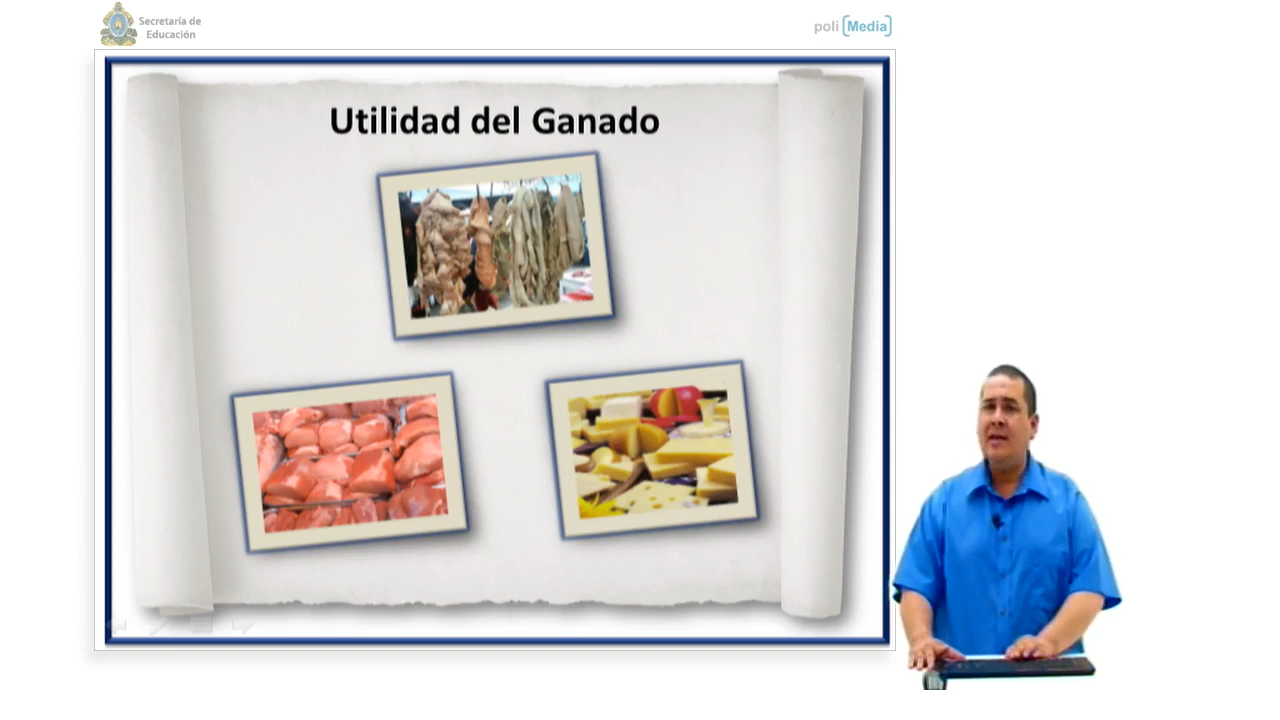 Secretaría de
Educación
poli [Media]
Utilidad del Ganado